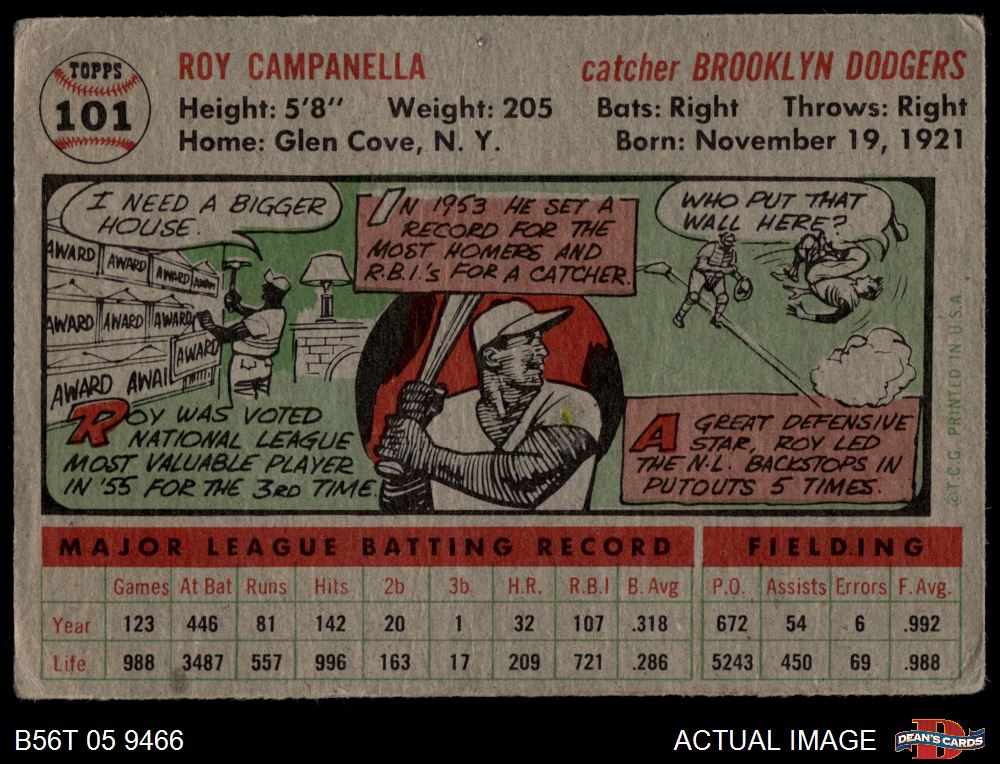 TOPPS
101
ROY CAMPANELLA
catcher BROOKLYN DODGERS
Height: 5'8" Weight: 205 Bats: Right Throws: Right
Home: Glen Cove, N. Y. Born: November 19, 1921
I NEED A BIGGER
HOUSE.
AWARD AWARD AWARD AWARD
AWARD AWARD AWARD
AWARD
AWARD AWAI
ROY WAS VOTED
NATIONAL LEAGUE
MOST VALUABLE PLAYER
IN '55 FOR THE 3RD TIME.
IN 1953 HE SET A
RECORD FOR THE
MOST HOMERS AND
R.B.I.'s FOR A CATCHER.
WHO PUT THAT
WALL HERE?
A GREAT DEFENSIVE
STAR, ROY LED
THE N.L. BACKSTOPS IN
PUTOUTS 5 TIMES.
©T.C.G. PRINTED IN U.S.A.
MAJOR LEAGUE BATTING RECORD FIELDING
Games At Bat Runs Hits 2b 3b H.R. R.B.I B. Avg P.O. Assists Errors F. Avg.
Year 123 446 81 142 20 1 32 107 .318 672 54 6 .992
Life 988 3487 557 996 163 17 209 721 .286 5243 450 69 .988
B56T 05 9466
ACTUAL IMAGE
DEAN'S CARDS